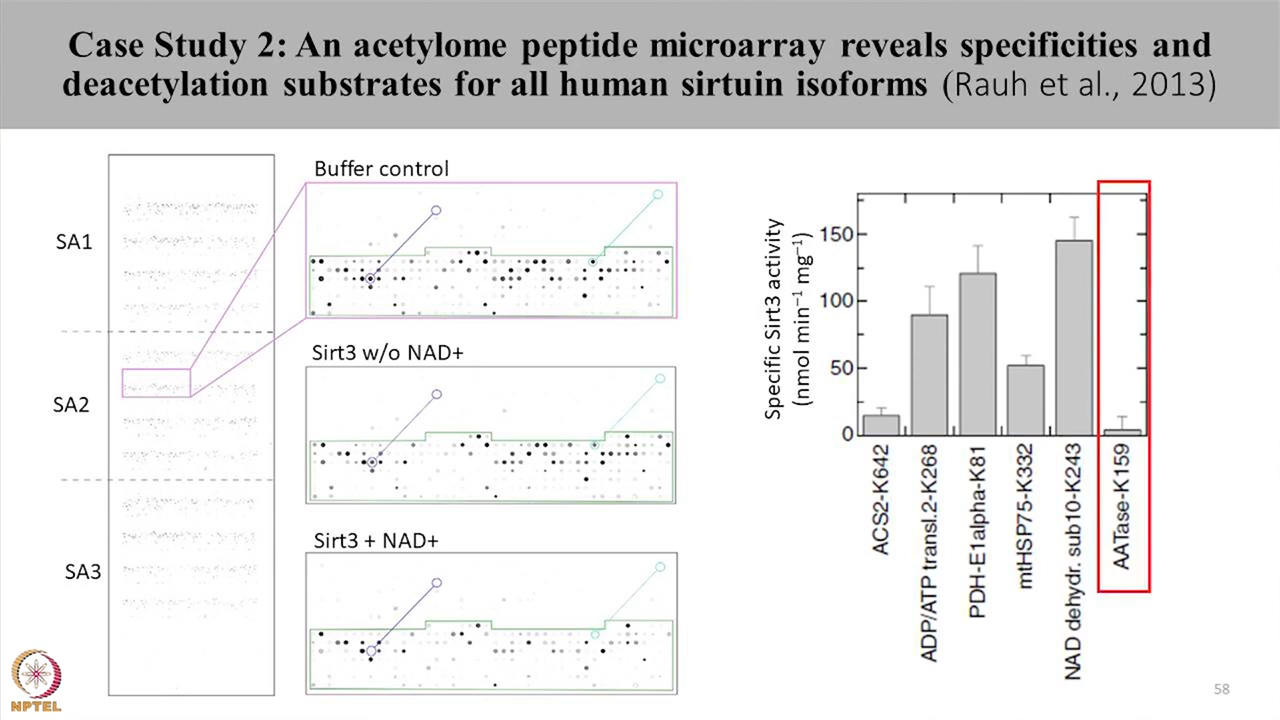 Case Study 2: An acetylome peptide microarray reveals specificities and
deacetylation substrates for all human sirtuin isoforms (Rauh et al., 2013)
SA1
SA2
SA3
Buffer control
Sirt3 w/o NAD+
Sirt3 + NAD+
Specific Sirt3 activity
(nmol min⁻¹ mg⁻¹)
150
100
50
0
ACS2-K642
ADP/ATP transl.2-K268
PDH-E1alpha-K81
mtHSP75-K332
NAD dehydr. sub10-K243
AATase-K159
NPTEL
58